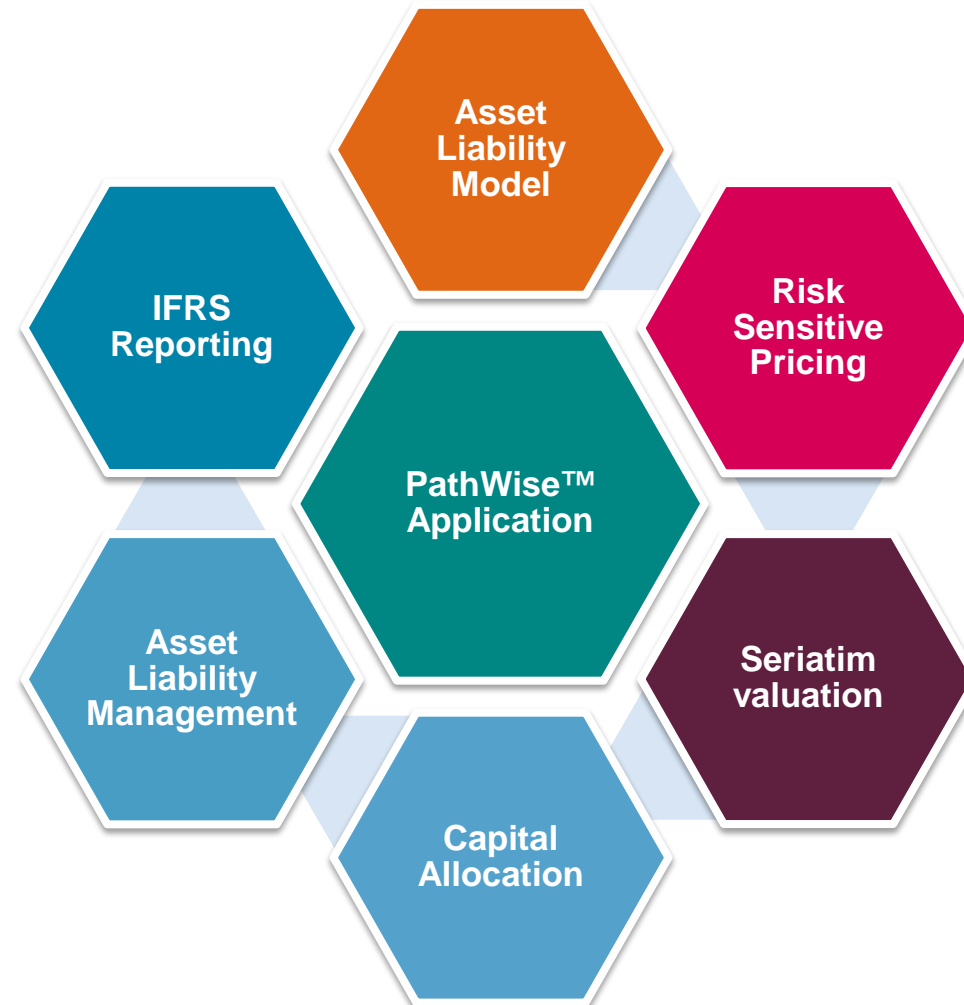 Asset
Liability
Model
Risk
Sensitive
Pricing
IFRS
Reporting
PathWise™
Application
Seriatim
valuation
Asset
Liability
Management
Capital
Allocation